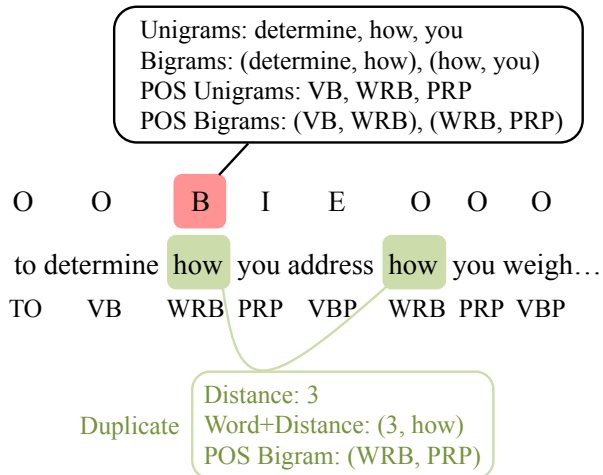 Unigrams: determine, how, you
Bigrams: (determine, how), (how, you)
POS Unigrams: VB, WRB, PRP
POS Bigrams: (VB, WRB), (WRB, PRP)
O O B I E O O O
to determine how you address how you weigh…
TO VB WRB PRP VBP WRB PRP VBP
Duplicate
Distance: 3
Word+Distance: (3, how)
POS Bigram: (WRB, PRP)